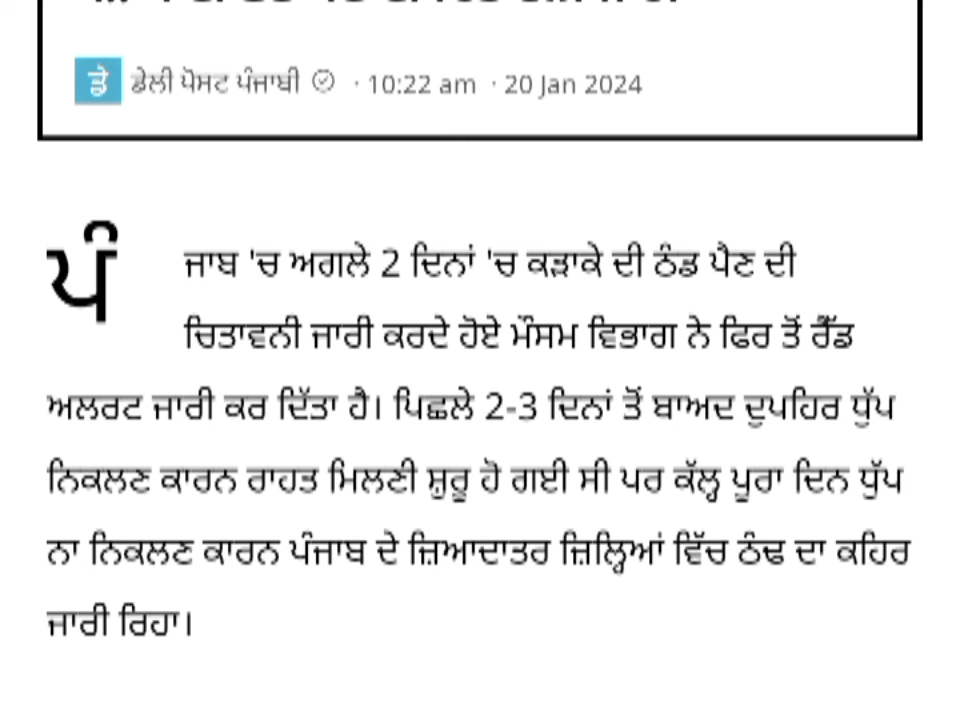 ਡੇ ਡੇਲੀ ਪੋਸਟ ਪੰਜਾਬੀ · 10:22 am · 20 Jan 2024
ਪੰਜਾਬ 'ਚ ਅਗਲੇ 2 ਦਿਨਾਂ 'ਚ ਕੜਾਕੇ ਦੀ ਠੰਡ ਪੈਣ ਦੀ
ਚਿਤਾਵਨੀ ਜਾਰੀ ਕਰਦੇ ਹੋਏ ਮੌਸਮ ਵਿਭਾਗ ਨੇ ਫਿਰ ਤੋਂ ਰੈੱਡ
ਅਲਰਟ ਜਾਰੀ ਕਰ ਦਿੱਤਾ ਹੈ। ਪਿਛਲੇ 2-3 ਦਿਨਾਂ ਤੋਂ ਬਾਅਦ ਦੁਪਹਿਰ ਧੁੱਪ
ਨਿਕਲਣ ਕਾਰਨ ਰਾਹਤ ਮਿਲਣੀ ਸ਼ੁਰੂ ਹੋ ਗਈ ਸੀ ਪਰ ਕੱਲ੍ਹ ਪੂਰਾ ਦਿਨ ਧੁੱਪ
ਨਾ ਨਿਕਲਣ ਕਾਰਨ ਪੰਜਾਬ ਦੇ ਜ਼ਿਆਦਾਤਰ ਜ਼ਿਲ੍ਹਿਆਂ ਵਿੱਚ ਠੰਢ ਦਾ ਕਹਿਰ
ਜਾਰੀ ਰਿਹਾ।